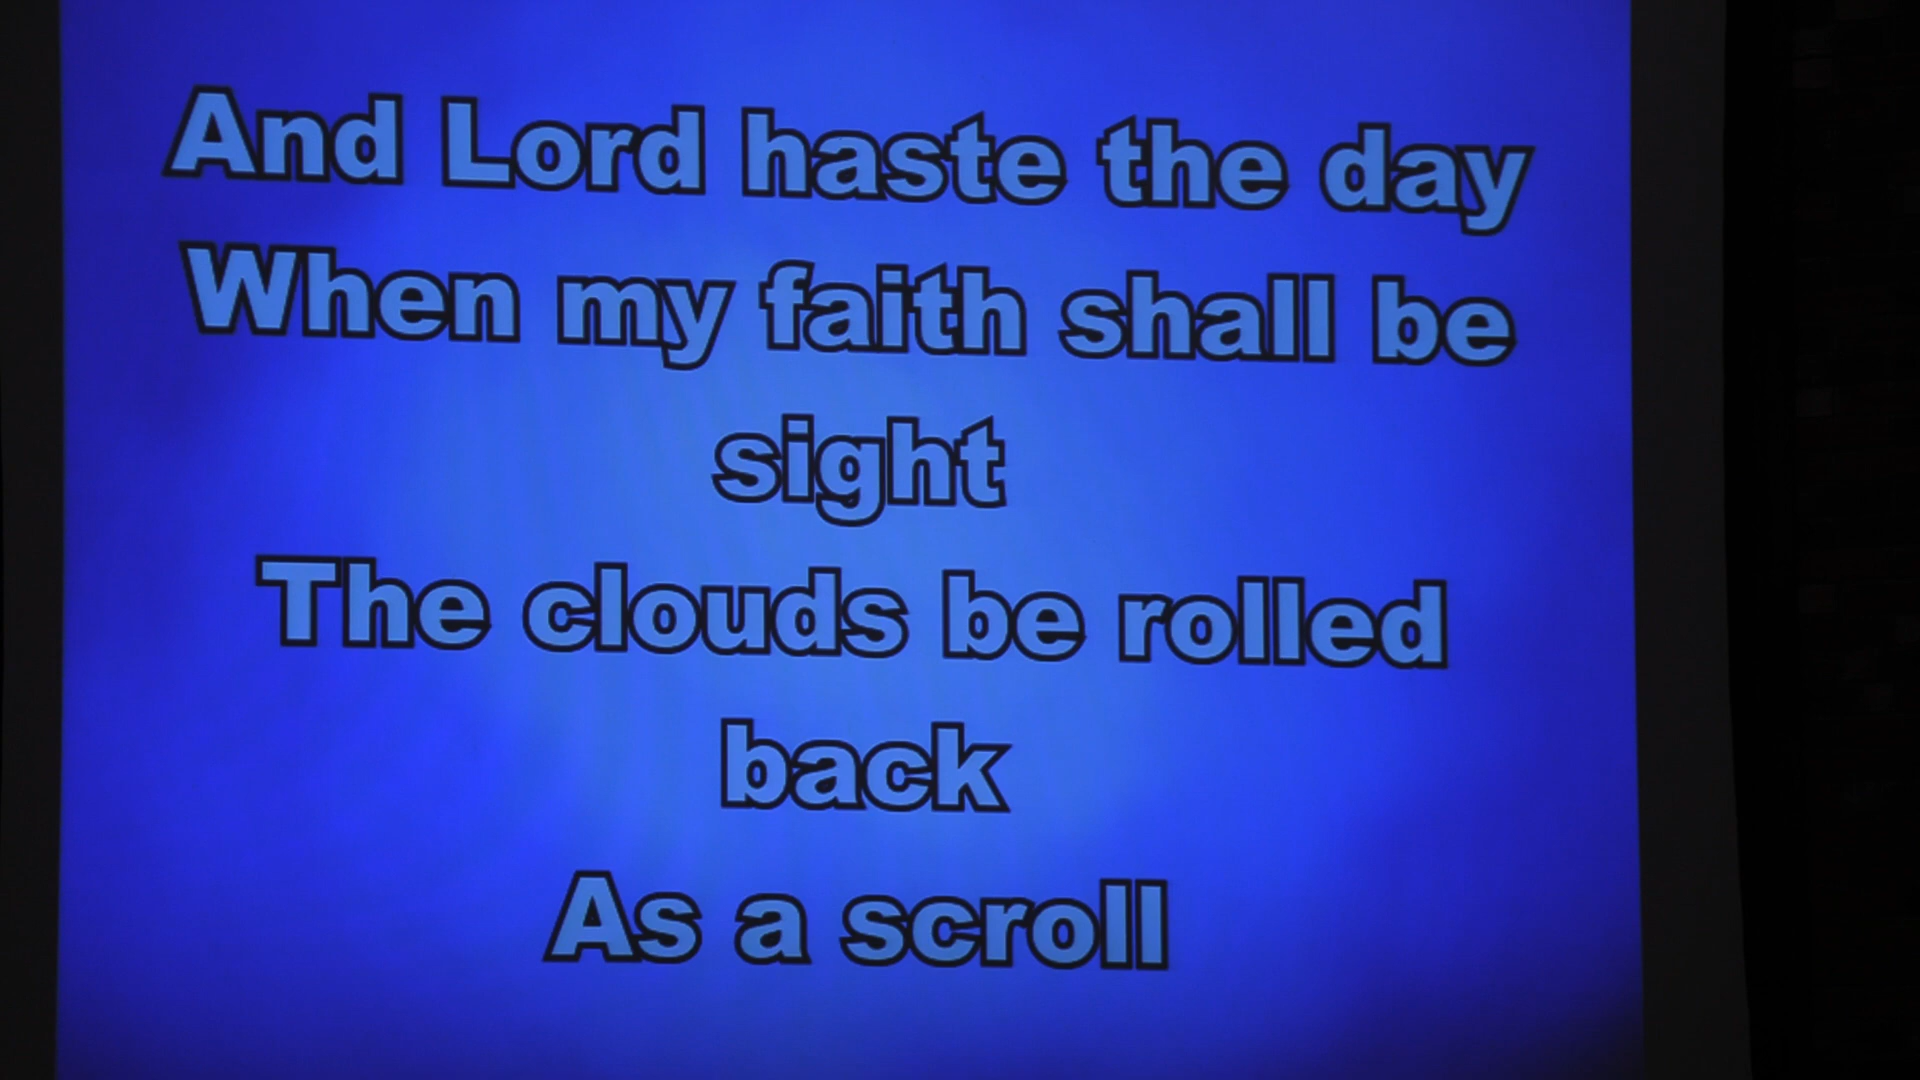 And Lord haste the day
When my faith shall be
sight
The clouds be rolled
back
As a scroll